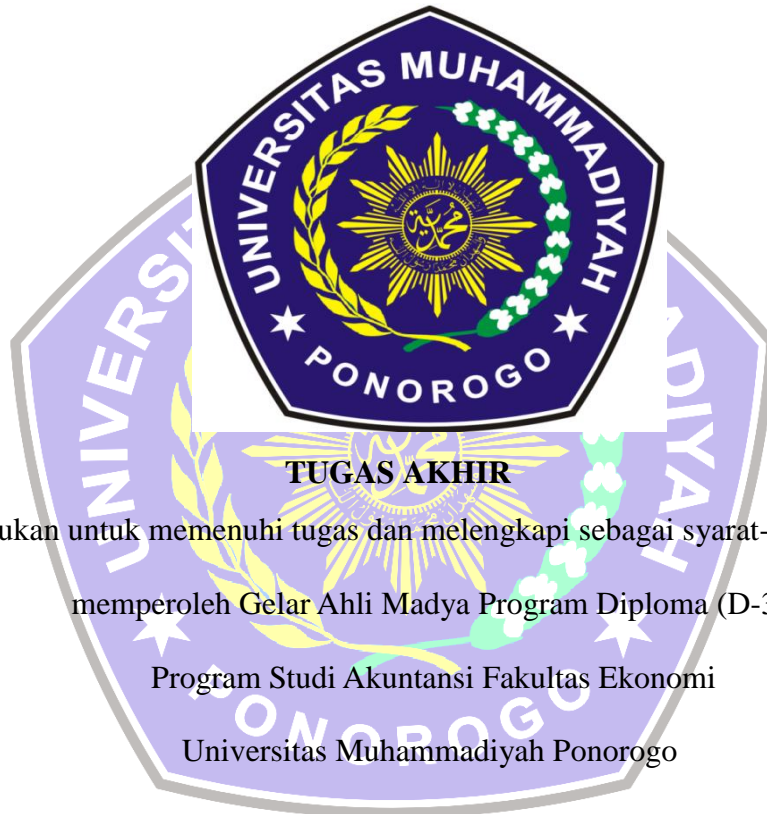 UNIVERSITAS MUHAMMADIYAH
PONOROGO
TUGAS AKHIR
ukan untuk memenuhi tugas dan melengkapi sebagai syarat-
memperoleh Gelar Ahli Madya Program Diploma (D-3
Program Studi Akuntansi Fakultas Ekonomi
Universitas Muhammadiyah Ponorogo
PONOROGO